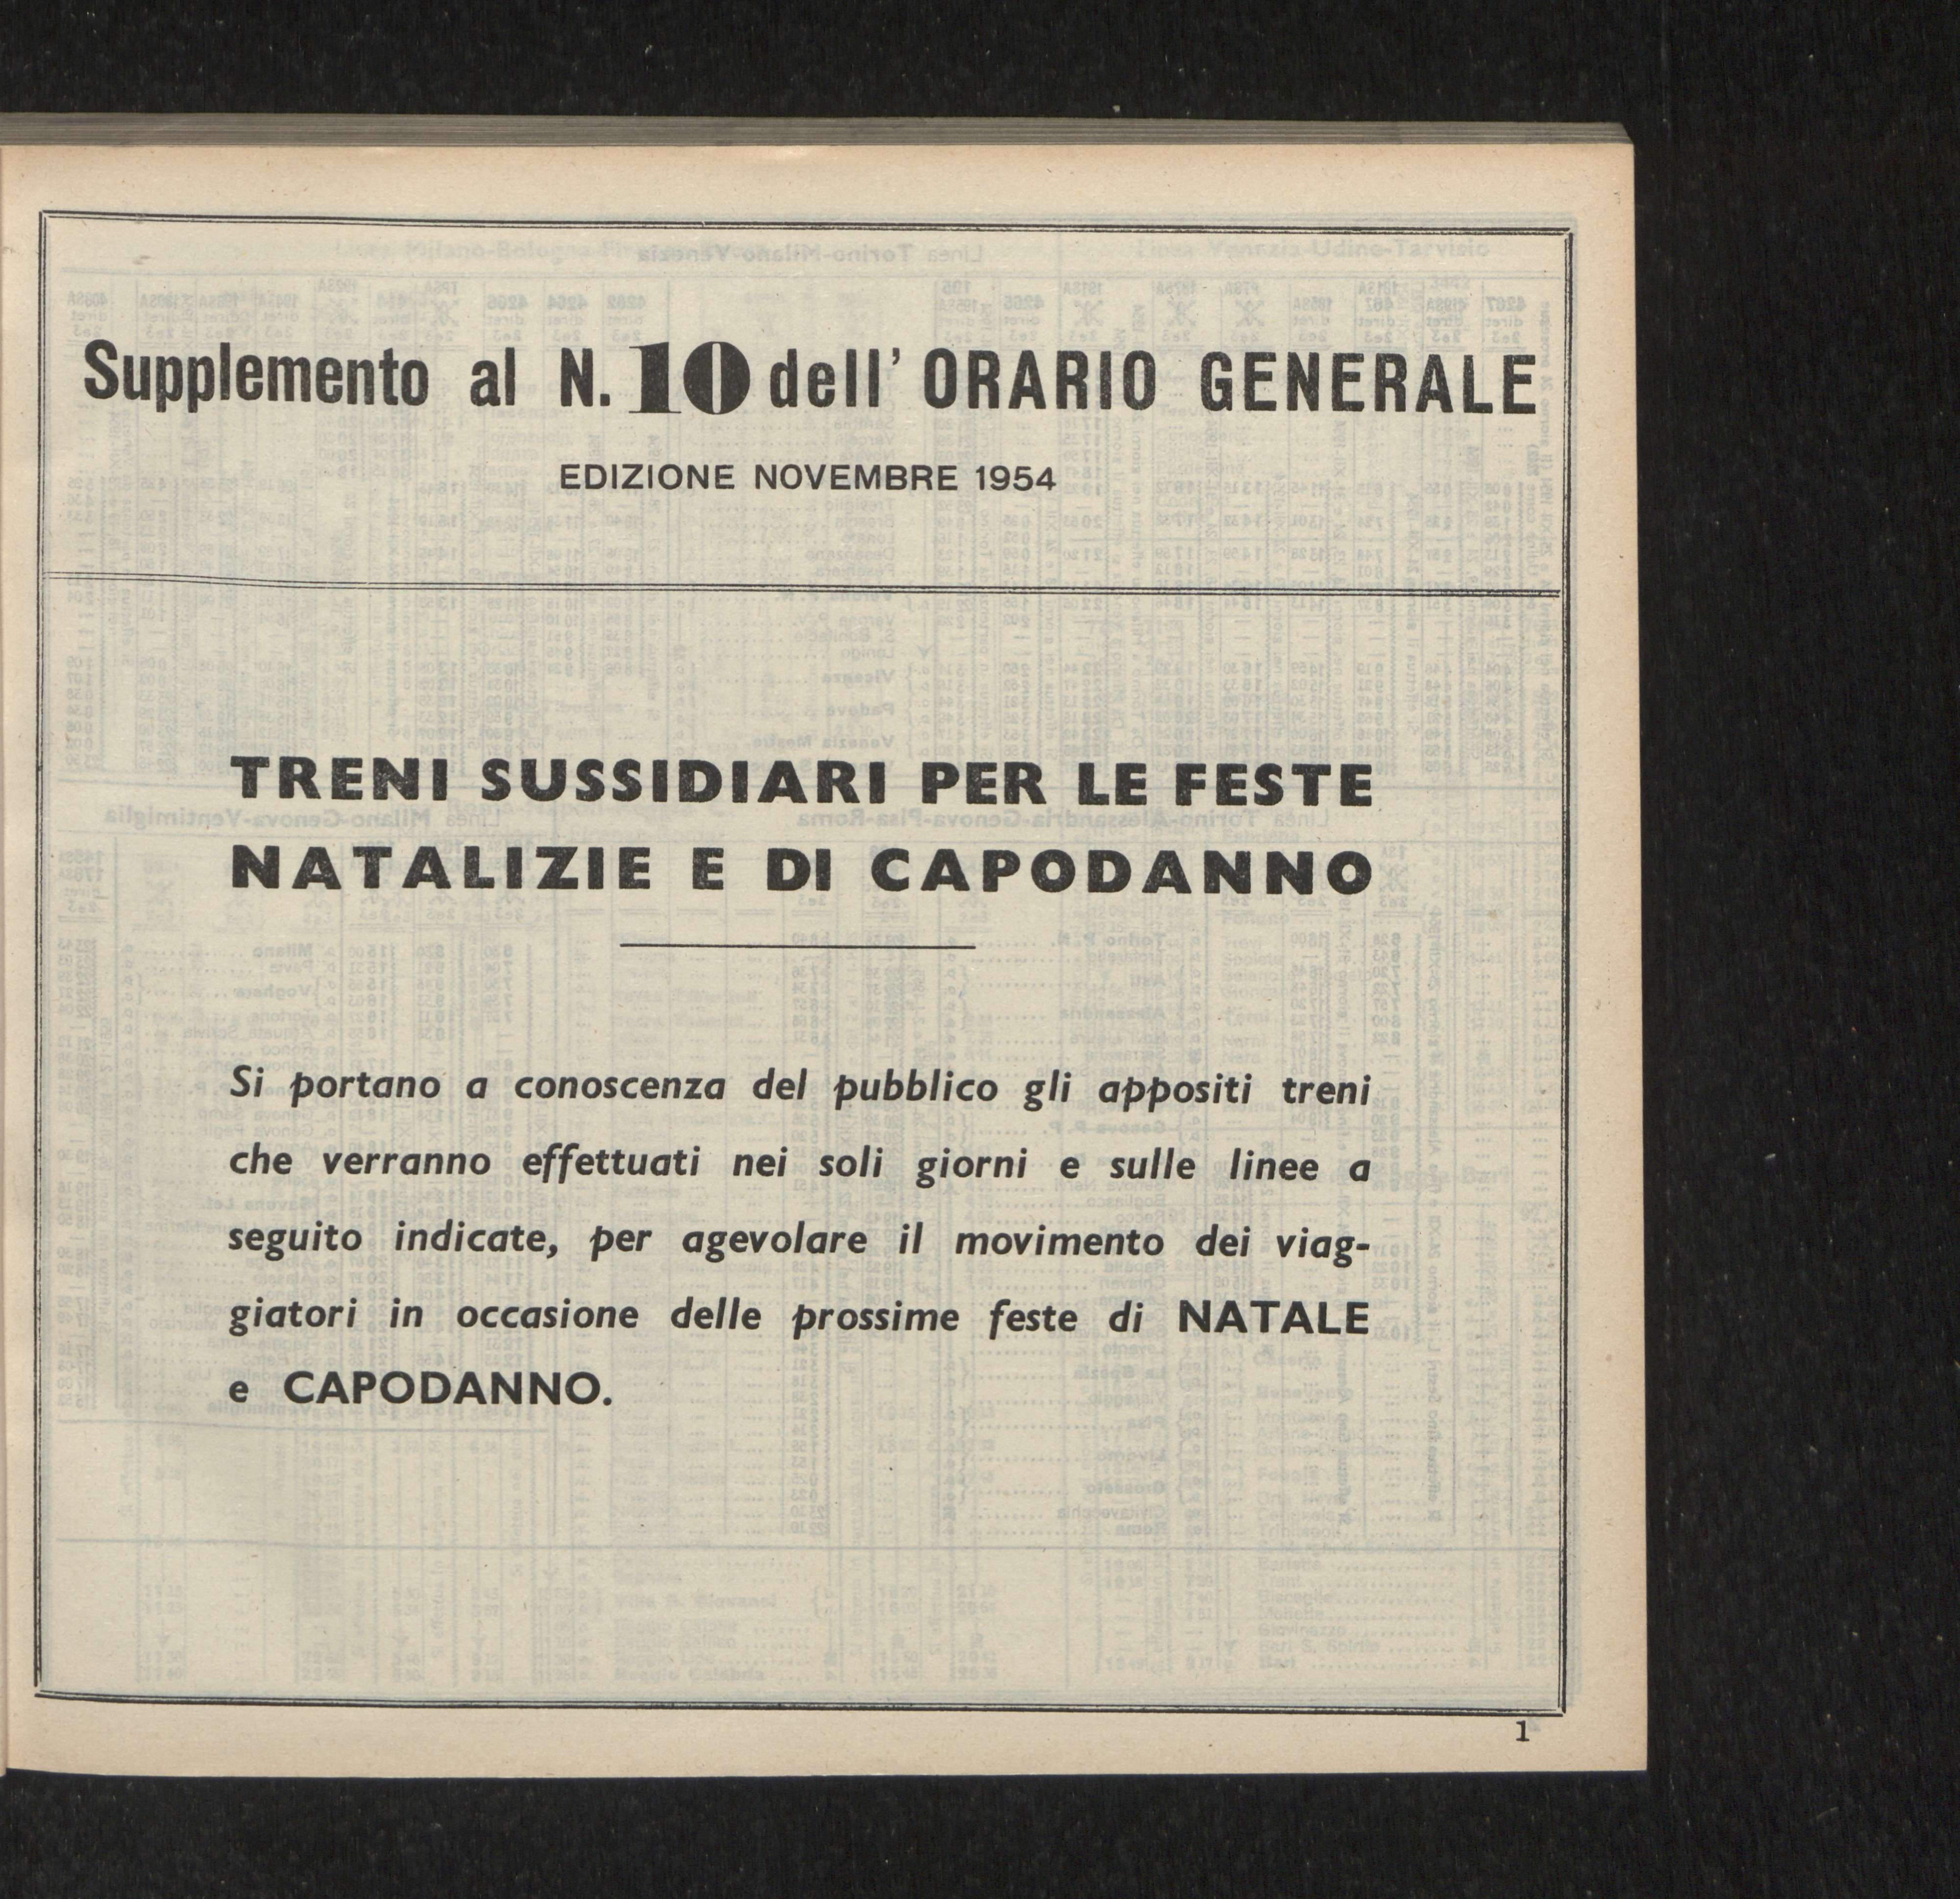 Supplemento al N. 10 dell' ORARIO GENERALE
EDIZIONE NOVEMBRE 1954
TRENI SUSSIDIARI PER LE FESTE
NATALIZIE E DI CAPODANNO
Si portano a conoscenza del pubblico gli appositi treni
che verranno effettuati nei soli giorni e sulle linee a
seguito indicate, per agevolare il movimento dei viag-
giatori in occasione delle prossime feste di NATALE
e CAPODANNO.
1